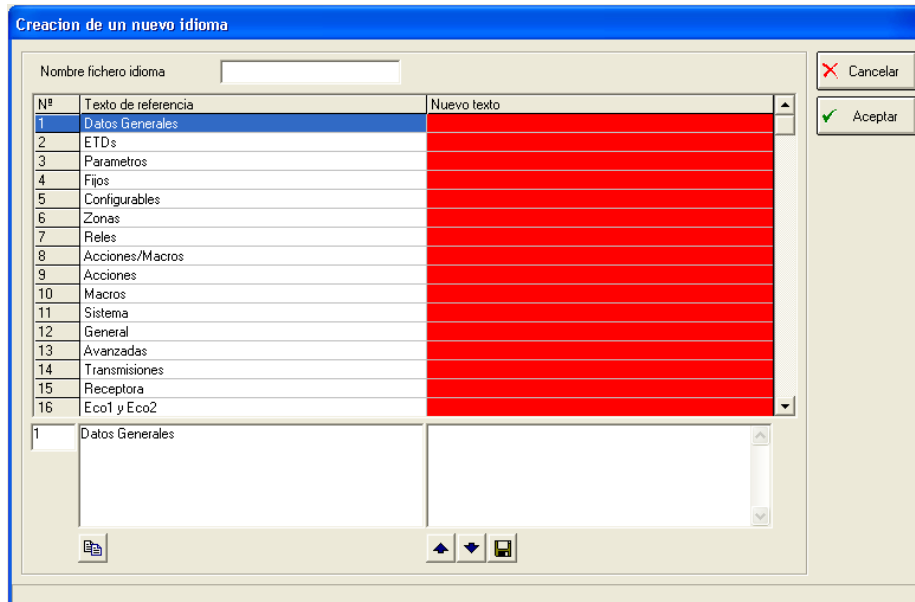 Creacion de un nuevo idioma
Nombre fichero idioma
Cancelar
Nº Texto de referencia Nuevo texto
Aceptar
1 Datos Generales
2 ETDs
3 Parametros
4 Fijos
5 Configurables
6 Zonas
7 Reles
8 Acciones/Macros
9 Acciones
10 Macros
11 Sistema
12 General
13 Avanzadas
14 Transmisiones
15 Receptora
16 Eco1 y Eco2
1 Datos Generales